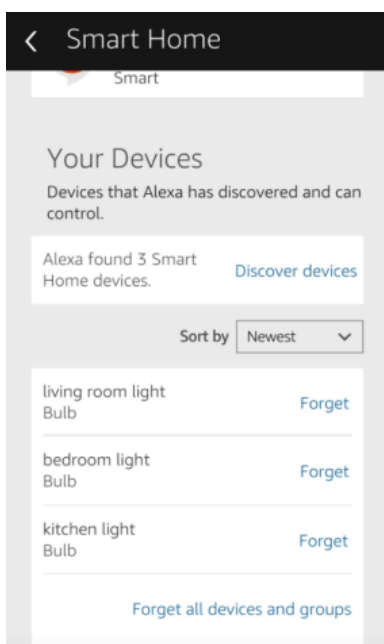 Smart Home
Smart
Your Devices
Devices that Alexa has discovered and can
control.
Alexa found 3 Smart
Home devices.
Discover devices
Sort by
Newest
living room light
Bulb
Forget
bedroom light
Bulb
Forget
kitchen light
Bulb
Forget
Forget all devices and groups